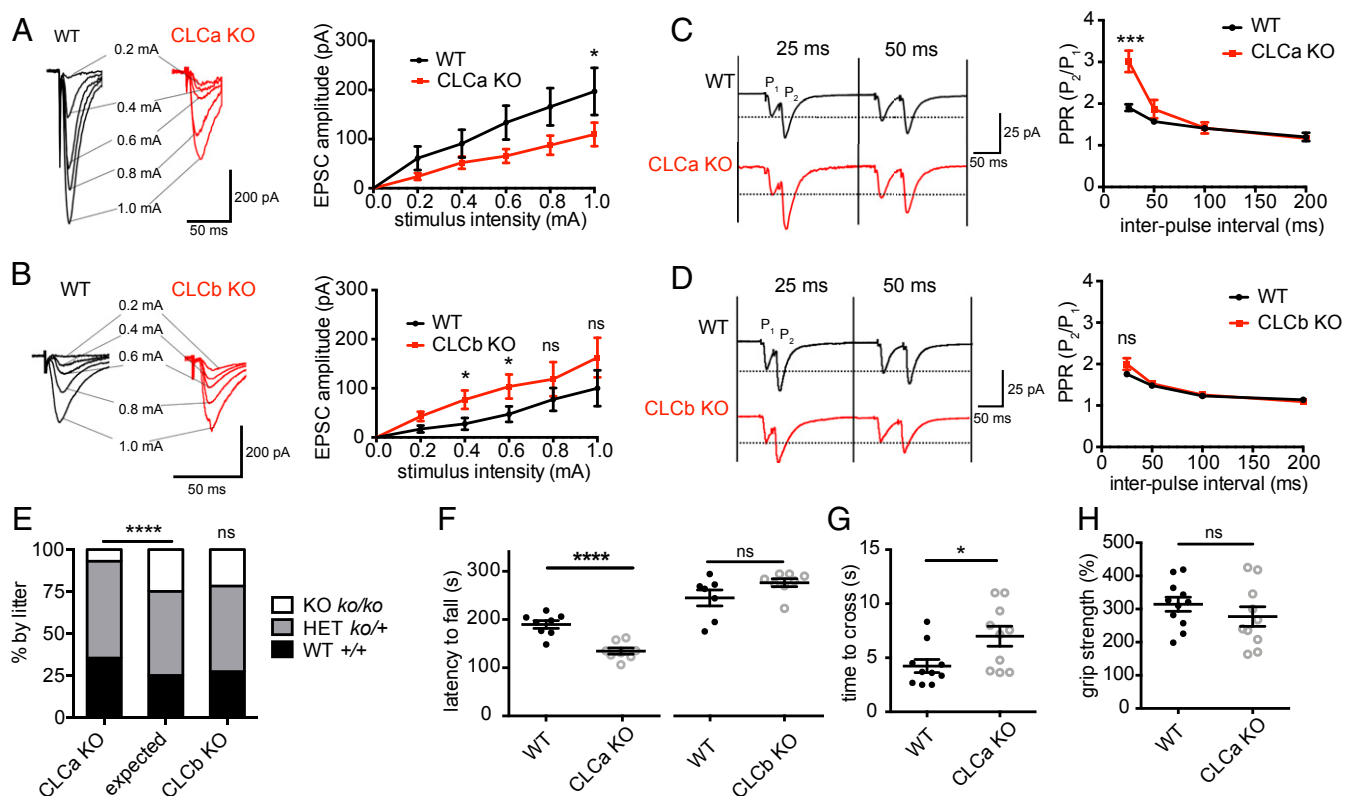 A
WT
CLCa KO
0.2 mA
0.4 mA
0.6 mA
0.8 mA
1.0 mA
200 pA
50 ms
EPSC amplitude (pA)
300
200
100
0
0.0 0.2 0.4 0.6 0.8 1.0
stimulus intensity (mA)
WT
CLCa KO
*
B
WT
CLCb KO
0.2 mA
0.4 mA
0.6 mA
0.8 mA
1.0 mA
200 pA
50 ms
EPSC amplitude (pA)
300
200
100
0
0.0 0.2 0.4 0.6 0.8 1.0
stimulus intensity (mA)
WT
CLCb KO
* * ns ns
C
25 ms 50 ms
WT
P1 P2
CLCa KO
25 pA
50 ms
PPR (P2/P1)
4
3
2
1
0
0 50 100 150 200
inter-pulse interval (ms)
***
WT
CLCa KO
D
25 ms 50 ms
WT
P1 P2
CLCb KO
25 pA
50 ms
PPR (P2/P1)
4
3
2
1
0
0 50 100 150 200
inter-pulse interval (ms)
ns
WT
CLCb KO
E
% by litter
100
75
50
25
0
**** ns
CLCa KO
expected
CLCb KO
KO ko/ko
HET ko/+
WT +/+
F
latency to fall (s)
300
200
100
0
**** ns
WT
CLCa KO
WT
CLCb KO
G
time to cross (s)
15
10
5
0
*
WT
CLCa KO
H
grip strength (%)
500
400
300
200
100
0
ns
WT
CLCa KO